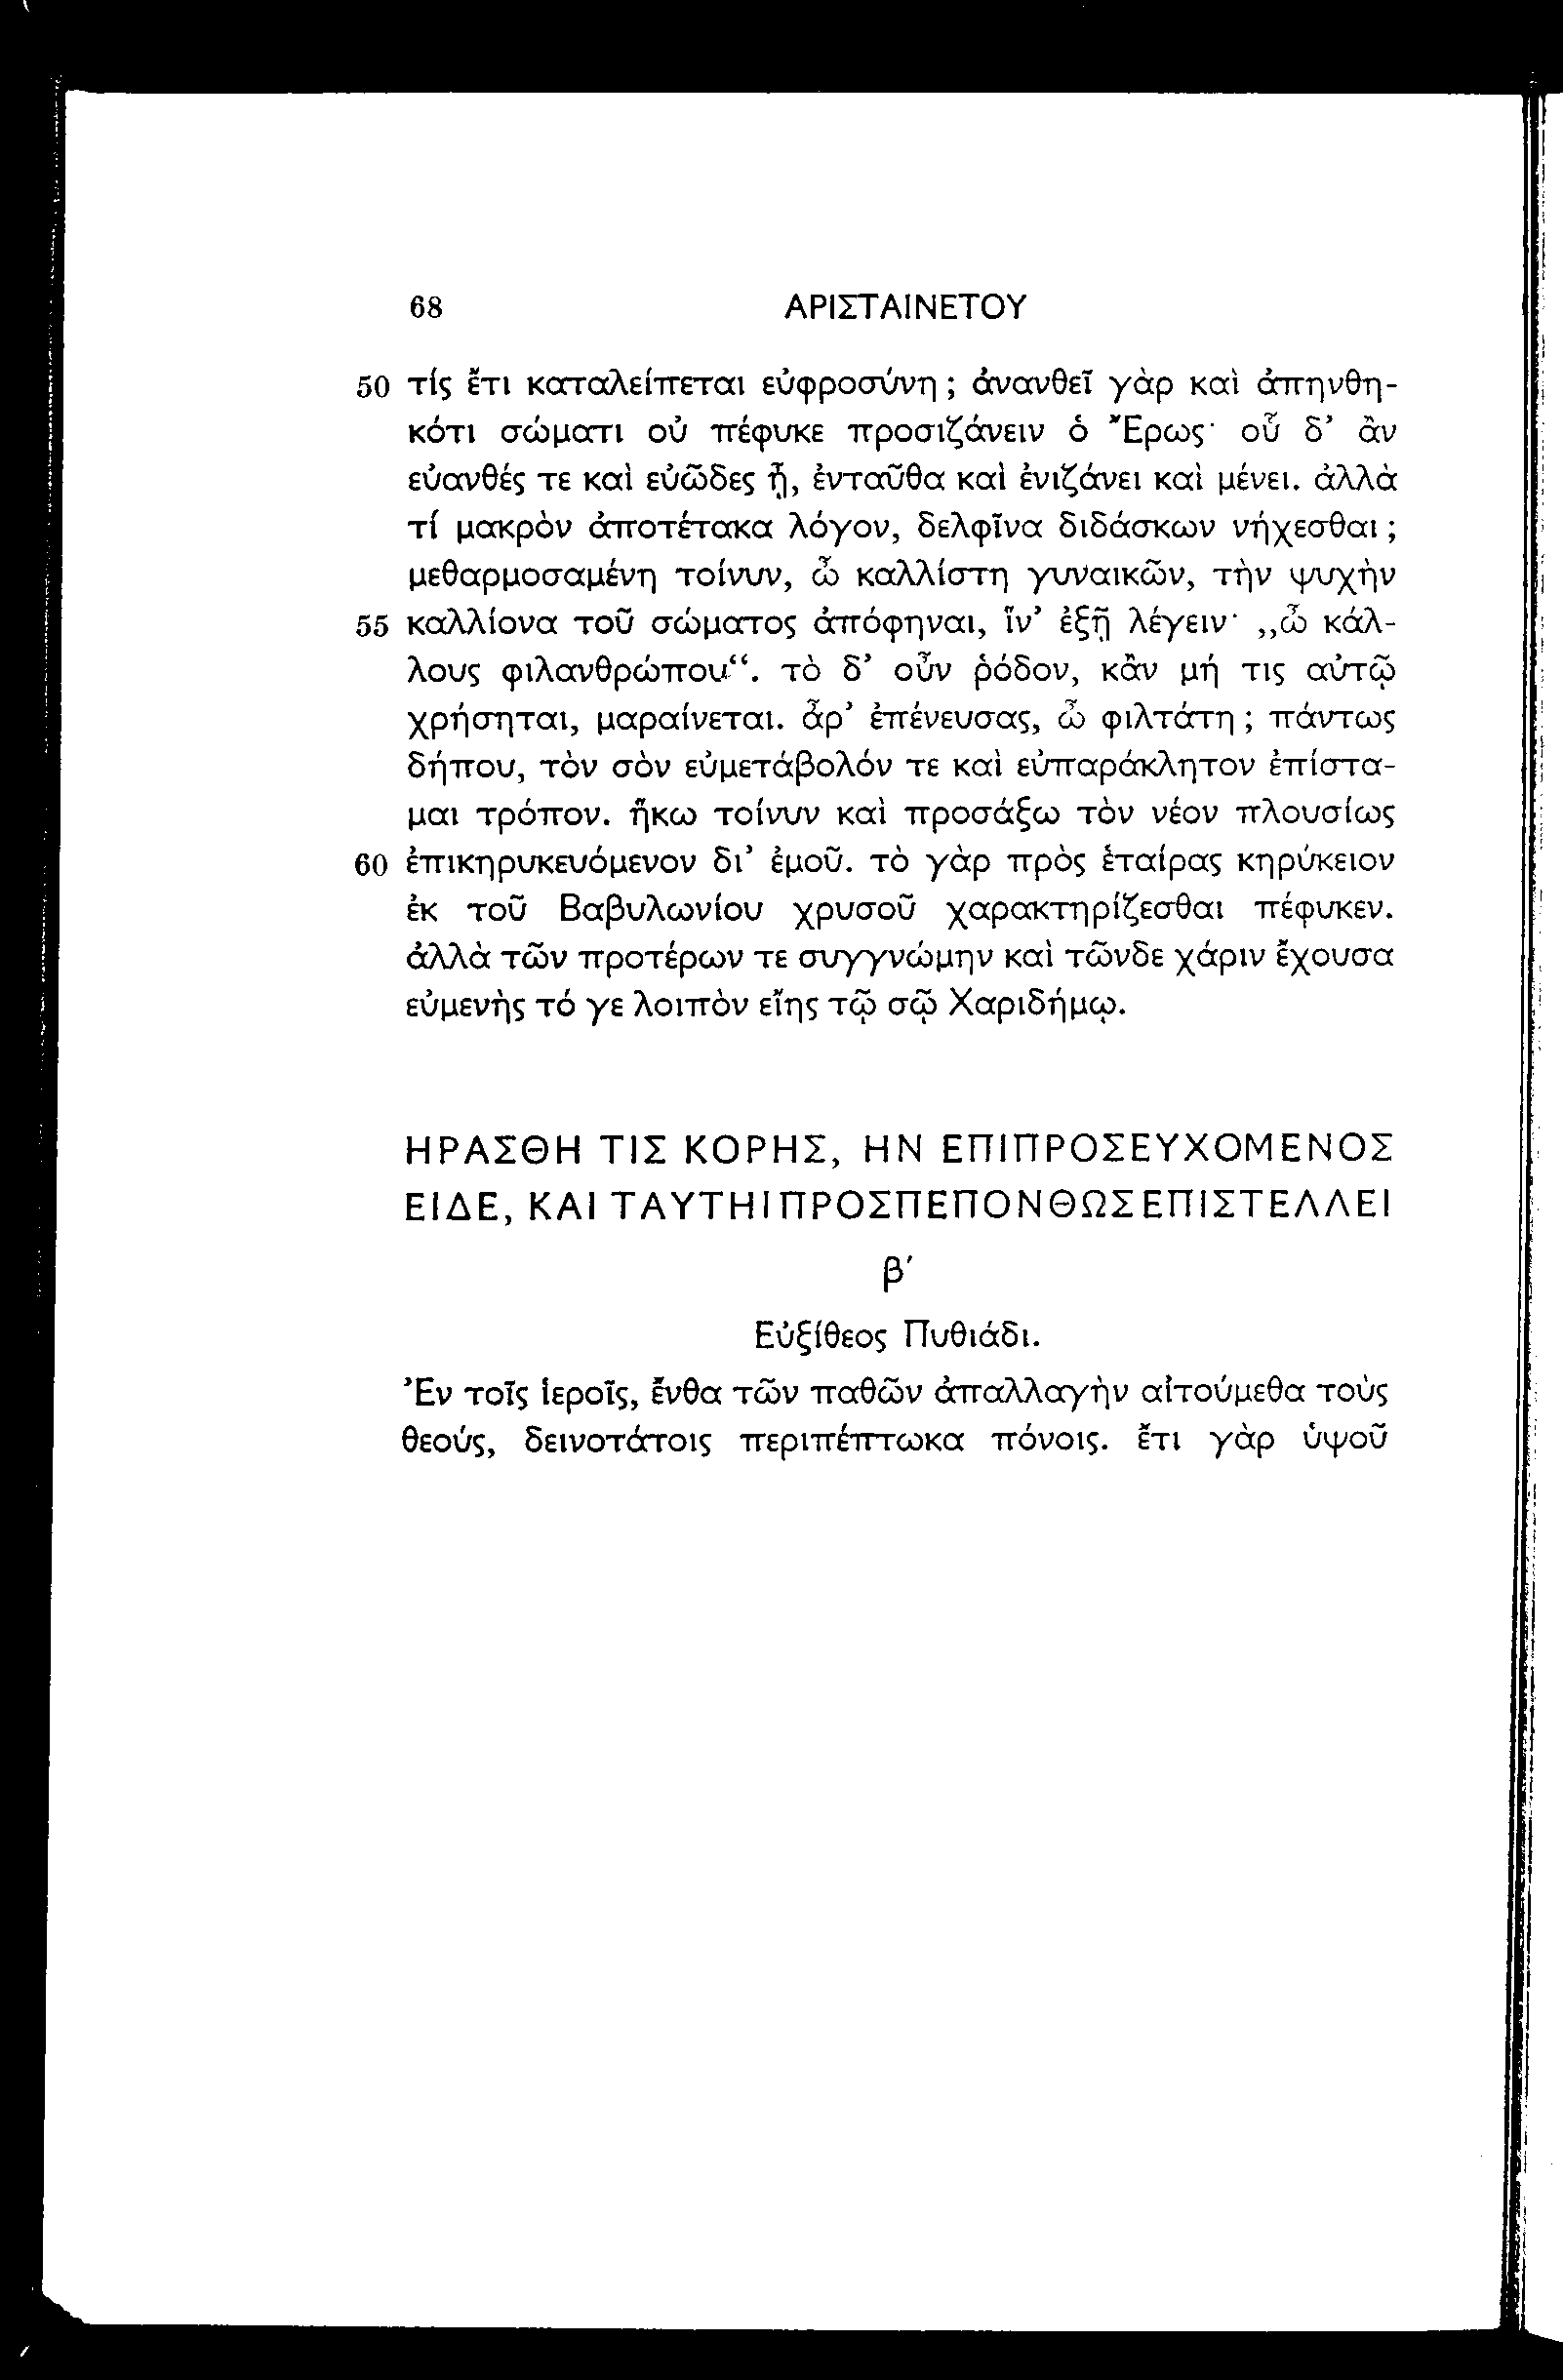 68 ΑΡΙΣΤΑΙΝΕΤΟΥ
50 τίς ἔτι καταλείπεται εὐφροσύνη; ἀνανθεῖ γὰρ καὶ ἀπηνθη-
κότι σώματι οὐ πέφυκε προσιζάνειν ὁ Ἔρως· οὗ δ’ ἂν
εὐανθές τε καὶ εὐῶδες ᾖ, ἐνταῦθα καὶ ἐνιζάνει καὶ μένει. ἀλλὰ
τί μακρὸν ἀποτέτακα λόγον, δελφῖνα διδάσκων νήχεσθαι;
μεθαρμοσαμένη τοίνυν, ὦ καλλίστη γυναικῶν, τὴν ψυχὴν
55 καλλίονα τοῦ σώματος ἀπόφηναι, ἵν’ ἐξῇ λέγειν· „ὦ κάλ-
λους φιλανθρώπου“. τὸ δ’ οὖν ῥόδον, κἂν μή τις αὐτῷ
χρήσηται, μαραίνεται. ἆρ’ ἐπένευσας, ὦ φιλτάτη; πάντως
δήπου, τὸν σὸν εὐμετάβολόν τε καὶ εὐπαράκλητον ἐπίστα-
μαι τρόπον. ἥκω τοίνυν καὶ προσάξω τὸν νέον πλουσίως
60 ἐπικηρυκευόμενον δι’ ἐμοῦ. τὸ γὰρ πρὸς ἑταίρας κηρύκειον
ἐκ τοῦ Βαβυλωνίου χρυσοῦ χαρακτηρίζεσθαι πέφυκεν.
ἀλλὰ τῶν προτέρων τε συγγνώμην καὶ τῶνδε χάριν ἔχουσα
εὐμενὴς τό γε λοιπὸν εἴης τῷ σῷ Χαριδήμῳ.
ΗΡΑΣΘΗ ΤΙΣ ΚΟΡΗΣ, ΗΝ ΕΠΙΠΡΟΣΕΥΧΟΜΕΝΟΣ
ΕΙΔΕ, ΚΑΙ ΤΑΥΤΗΙ ΠΡΟΣΠΕΠΟΝΘΩΣ ΕΠΙΣΤΕΛΛΕΙ
β′
Εὐξίθεος Πυθιάδι.
Ἐν τοῖς ἱεροῖς, ἔνθα τῶν παθῶν ἀπαλλαγὴν αἰτούμεθα τοὺς
θεούς, δεινοτάτοις περιπέπτωκα πόνοις. ἔτι γὰρ ὑψοῦ